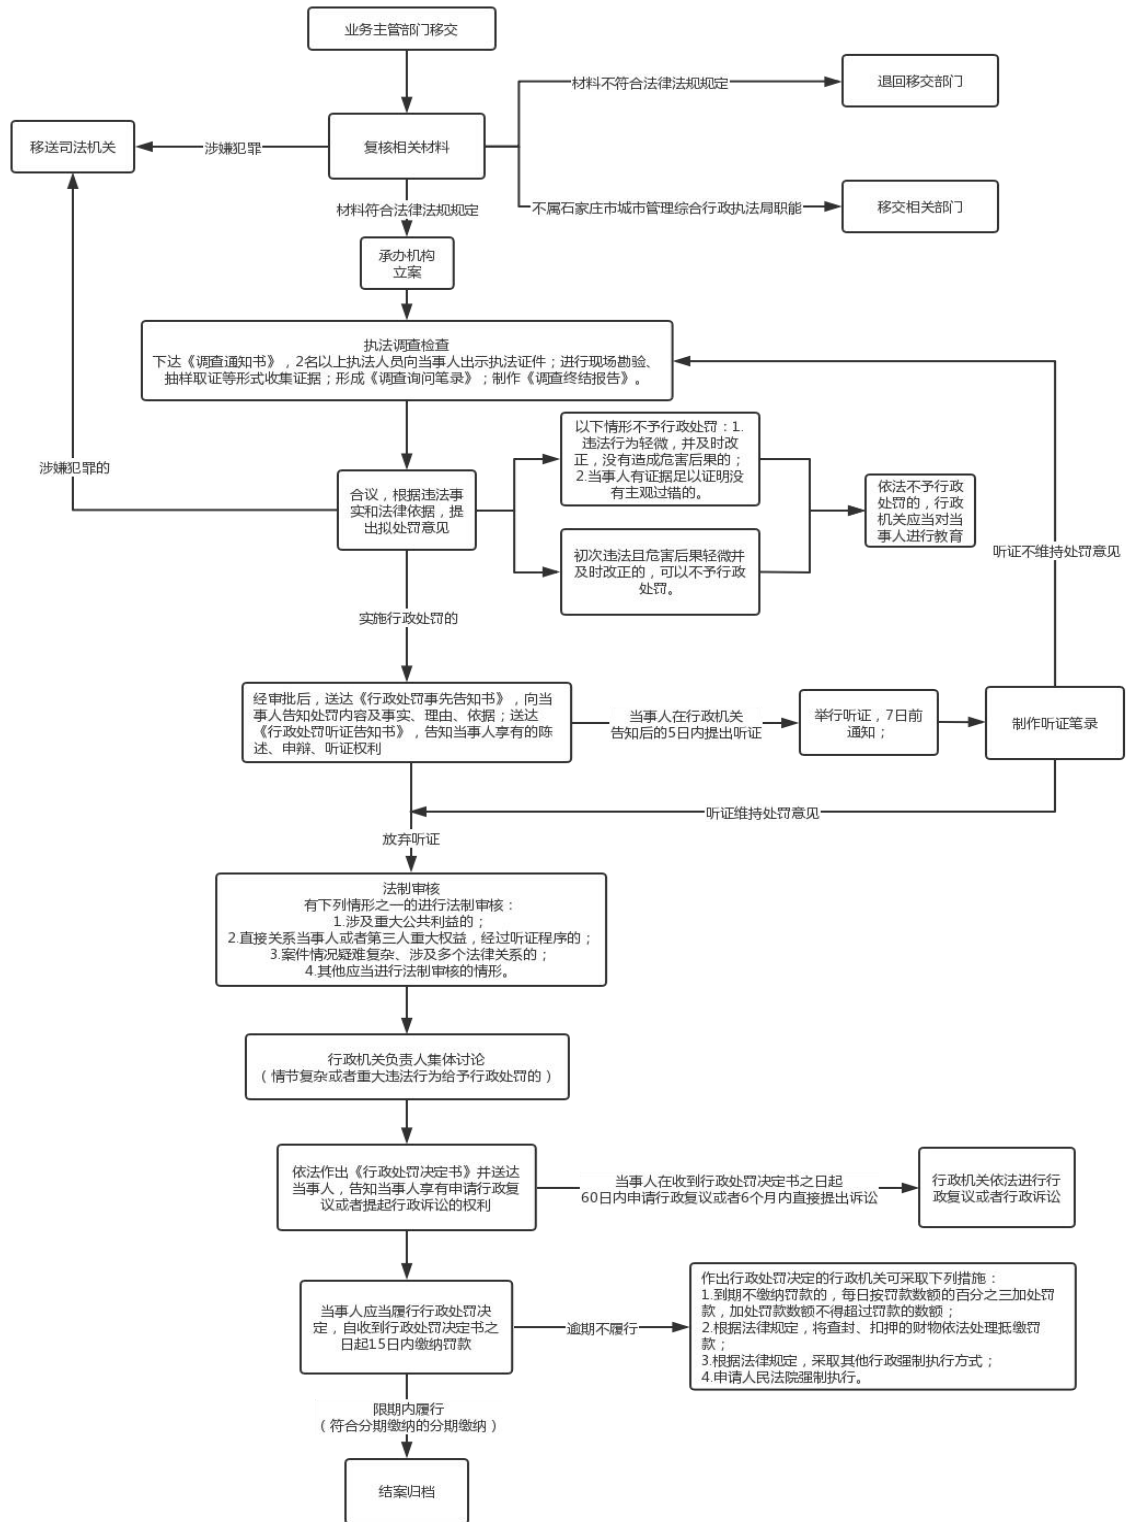 业务主管部门移交
材料不符合法律法规规定
退回移交部门
移送司法机关
涉嫌犯罪
复核相关材料
不属石家庄市城市管理综合行政执法局职能
移交相关部门
材料符合法律法规规定
承办机构
立案
执法调查检查
下达《调查通知书》，2名以上执法人员向当事人出示执法证件；进行现场勘验、
抽样取证等形式收集证据；形成《调查询问笔录》；制作《调查终结报告》。
涉嫌犯罪的
合议，根据违法事
实和法律依据，提
出拟处罚意见
以下情形不予行政处罚：1.
违法行为轻微，并及时改
正，没有造成危害后果的；
2.当事人有证据足以证明没
有主观过错的。
初次违法且危害后果轻微并
及时改正的，可以不予行政
处罚。
依法不予行政
处罚的，行政
机关应当对当
事人进行教育
听证不维持处罚意见
实施行政处罚的
经审批后，送达《行政处罚事先告知书》，向当
事人告知处罚内容及事实、理由、依据；送达
《行政处罚听证告知书》，告知当事人享有的陈
述、申辩、听证权利
当事人在行政机关
告知后的5日内提出听证
举行听证，7日前
通知；
制作听证笔录
听证维持处罚意见
放弃听证
法制审核
有下列情形之一的进行法制审核：
1.涉及重大公共利益的；
2.直接关系当事人或者第三人重大权益，经过听证程序的；
3.案件情况疑难复杂、涉及多个法律关系的；
4.其他应当进行法制审核的情形。
行政机关负责人集体讨论
（情节复杂或者重大违法行为给予行政处罚的）
依法作出《行政处罚决定书》并送达
当事人，告知当事人享有申请行政复
议或者提起行政诉讼的权利
当事人在收到行政处罚决定书之日起
60日内申请行政复议或者6个月内直接提出诉讼
行政机关依法进行行
政复议或者行政诉讼
当事人应当履行行政处罚决
定，自收到行政处罚决定书之
日起15日内缴纳罚款
逾期不履行
作出行政处罚决定的行政机关可采取下列措施：
1.到期不缴纳罚款的，每日按罚款数额的百分之三加处罚
款，加处罚款数额不得超过罚款的数额；
2.根据法律规定，将查封、扣押的财物依法处理抵缴罚
款；
3.根据法律规定，采取其他行政强制执行方式；
4.申请人民法院强制执行。
限期内履行
（符合分期缴纳的分期缴纳）
结案归档